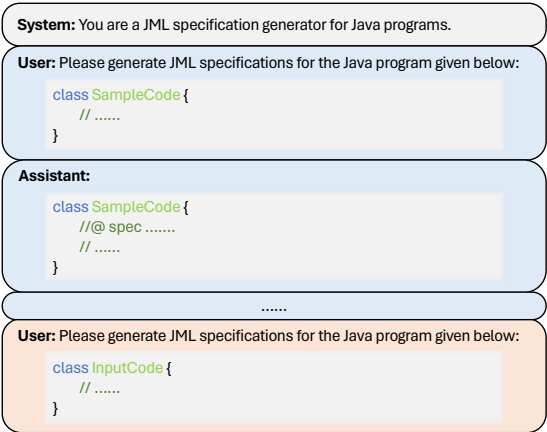 System: You are a JML specification generator for Java programs.
User: Please generate JML specifications for the Java program given below:
class SampleCode {
// ......
}
Assistant:
class SampleCode {
//@ spec .......
// ......
}
......
User: Please generate JML specifications for the Java program given below:
class InputCode {
// ......
}